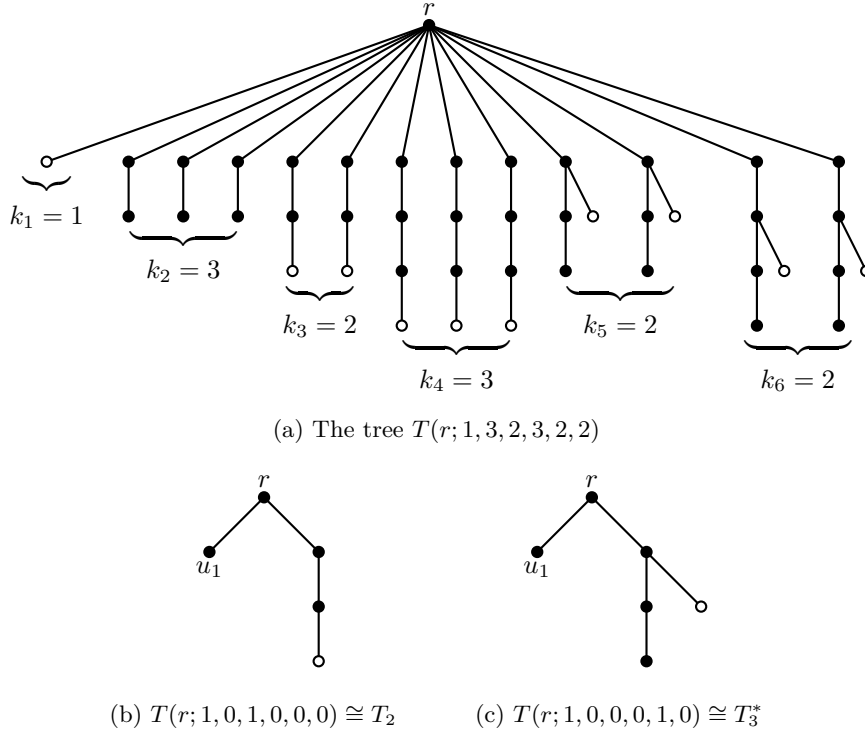 r
k₁ = 1
k₂ = 3
k₃ = 2
k₄ = 3
k₅ = 2
k₆ = 2
(a) The tree T(r; 1, 3, 2, 3, 2, 2)
r
u₁
r
u₁
(b) T(r; 1, 0, 1, 0, 0, 0) ≅ T₂
(c) T(r; 1, 0, 0, 0, 1, 0) ≅ T₃*